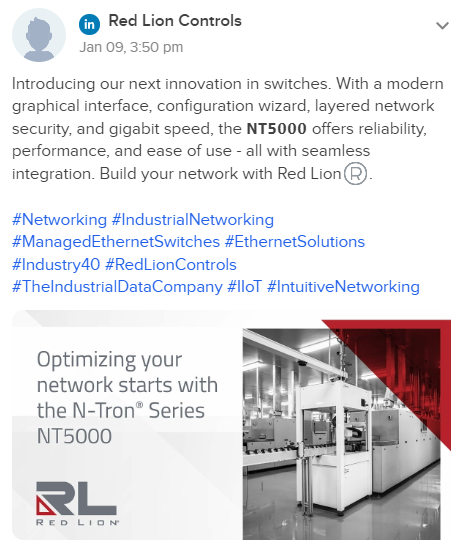 in Red Lion Controls
Jan 09, 3:50 pm
Introducing our next innovation in switches. With a modern
graphical interface, configuration wizard, layered network
security, and gigabit speed, the NT5000 offers reliability,
performance, and ease of use - all with seamless
integration. Build your network with Red Lion®.
#Networking #IndustrialNetworking
#ManagedEthernetSwitches #EthernetSolutions
#Industry40 #RedLionControls
#TheIndustrialDataCompany #IIoT #IntuitiveNetworking
Optimizing your
network starts with
the N-Tron® Series
NT5000
RL
RED LION®